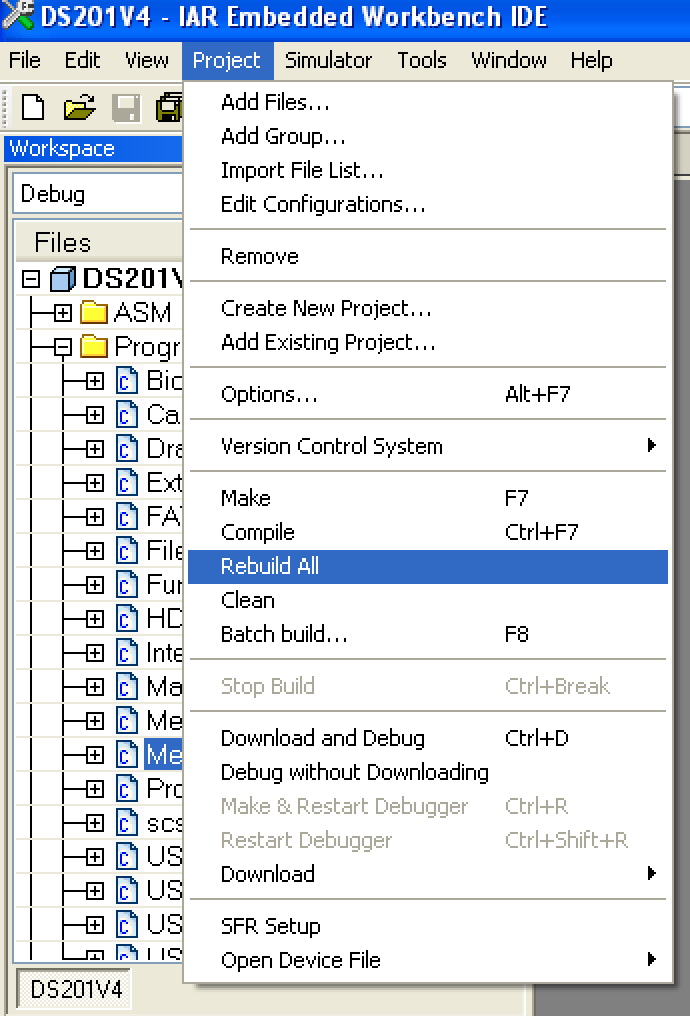 DS201V4 - IAR Embedded Workbench IDE
File Edit View Project Simulator Tools Window Help
Workspace
Debug
Files
DS201V
ASM
Progr
Bio
Ca
Dra
Ext
FA
File
Fun
HD
Inte
Ma
Me
Me
Pro
scs
US
US
US
US
DS201V4
Add Files...
Add Group...
Import File List...
Edit Configurations...
Remove
Create New Project...
Add Existing Project...
Options... Alt+F7
Version Control System
Make F7
Compile Ctrl+F7
Rebuild All
Clean
Batch build... F8
Stop Build Ctrl+Break
Download and Debug Ctrl+D
Debug without Downloading
Make & Restart Debugger Ctrl+R
Restart Debugger Ctrl+Shift+R
Download
SFR Setup
Open Device File